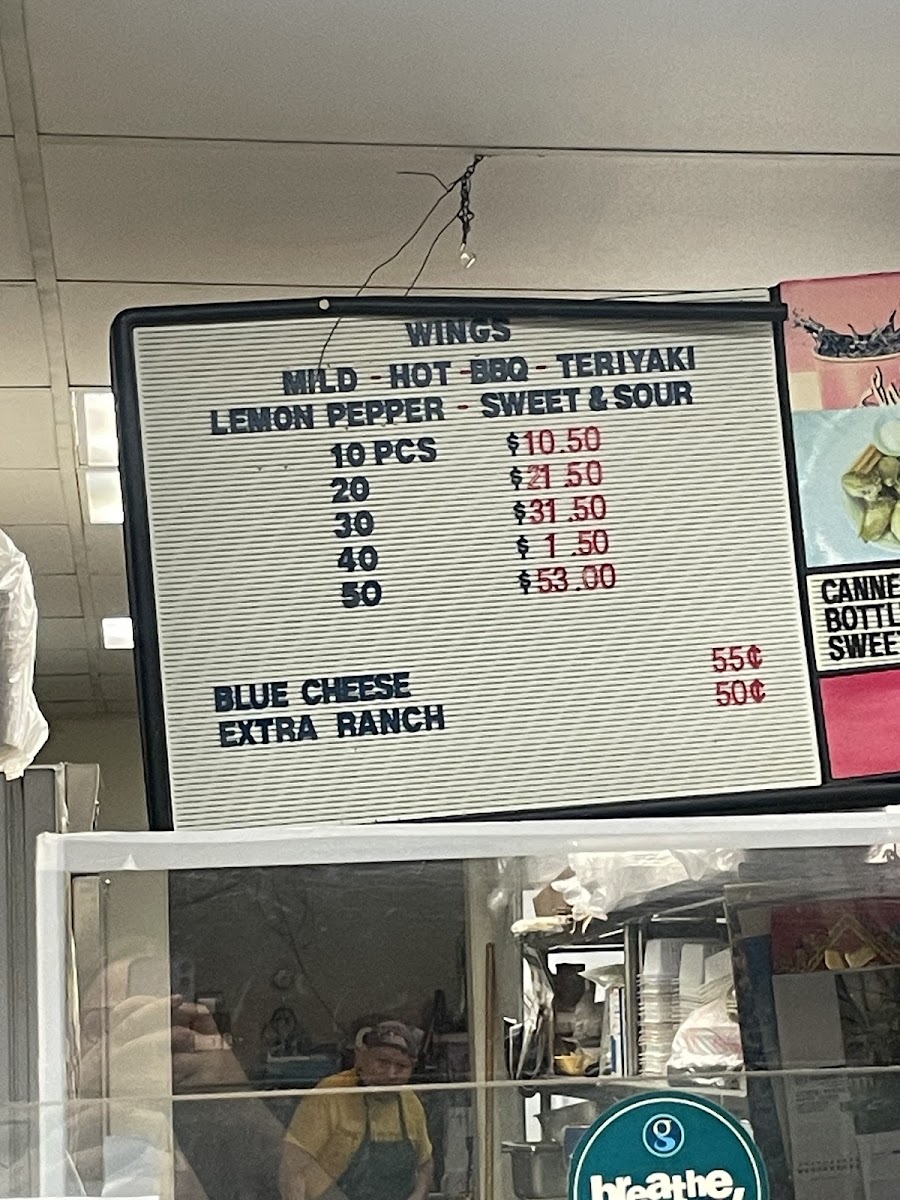 WINGS
MILD - HOT - BBQ - TERIYAKI
LEMON PEPPER - SWEET & SOUR
10 PCS $10.50
20 $21.50
30 $31.50
40 $ 1.50
50 $53.00
BLUE CHEESE 55¢
EXTRA RANCH 50¢
CANNE
BOTTL
SWEE
g
breathe,